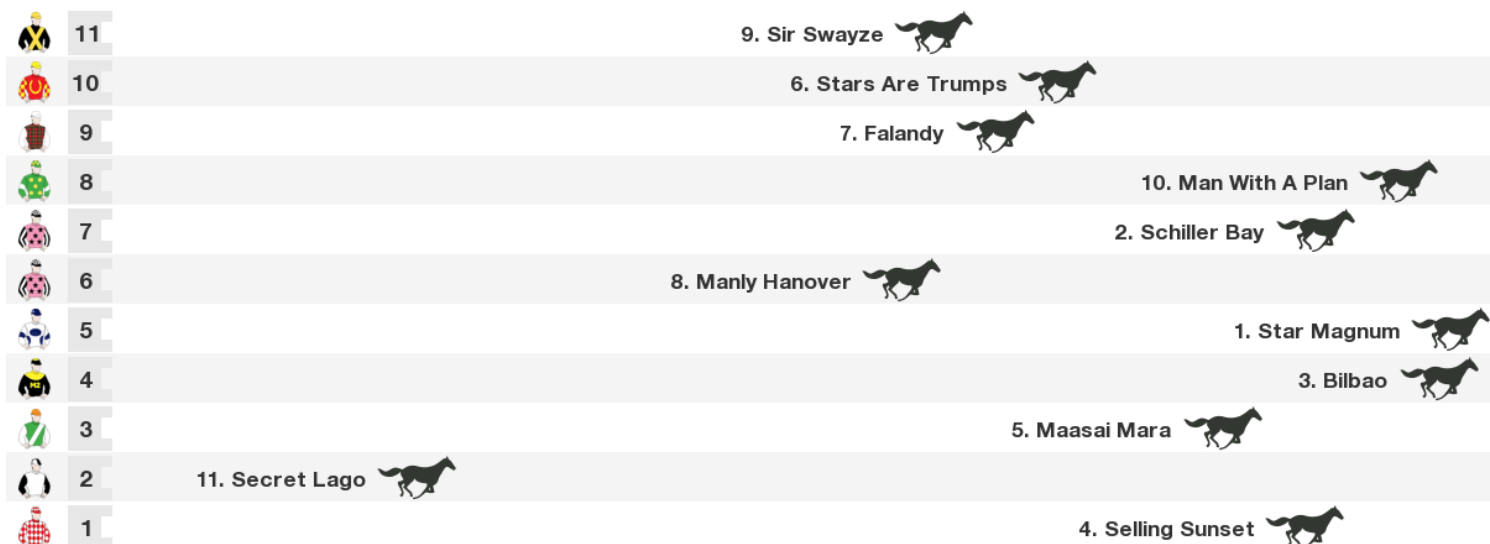 11 9. Sir Swayze
10 6. Stars Are Trumps
9 7. Falandy
8 10. Man With A Plan
7 2. Schiller Bay
6 8. Manly Hanover
5 1. Star Magnum
MZ 4 3. Bilbao
3 5. Maasai Mara
2 11. Secret Lago
1 4. Selling Sunset